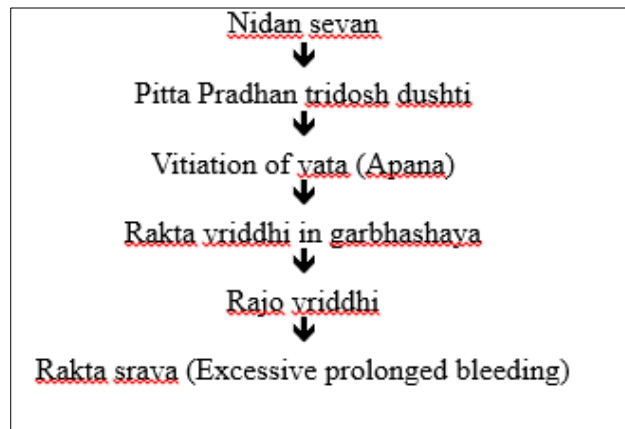 Nidan sevan
Pitta Pradhan tridosh dushti
Vitiation of vata (Apana)
Rakta vriddhi in garbhashaya
Rajo vriddhi
Rakta srava (Excessive prolonged bleeding)